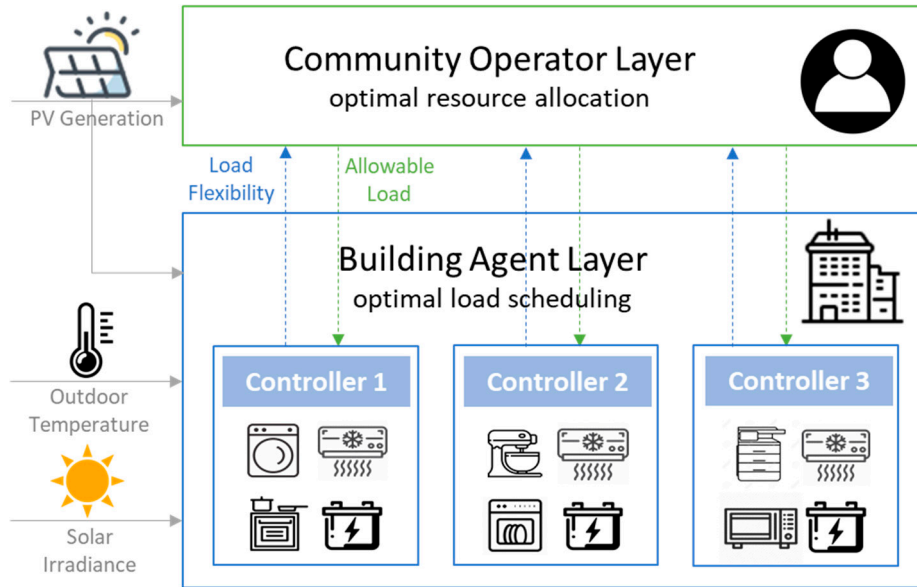 Community Operator Layer
optimal resource allocation
PV Generation
Load
Flexibility
Allowable
Load
Building Agent Layer
optimal load scheduling
Outdoor
Temperature
Solar
Irradiance
Controller 1
Controller 2
Controller 3